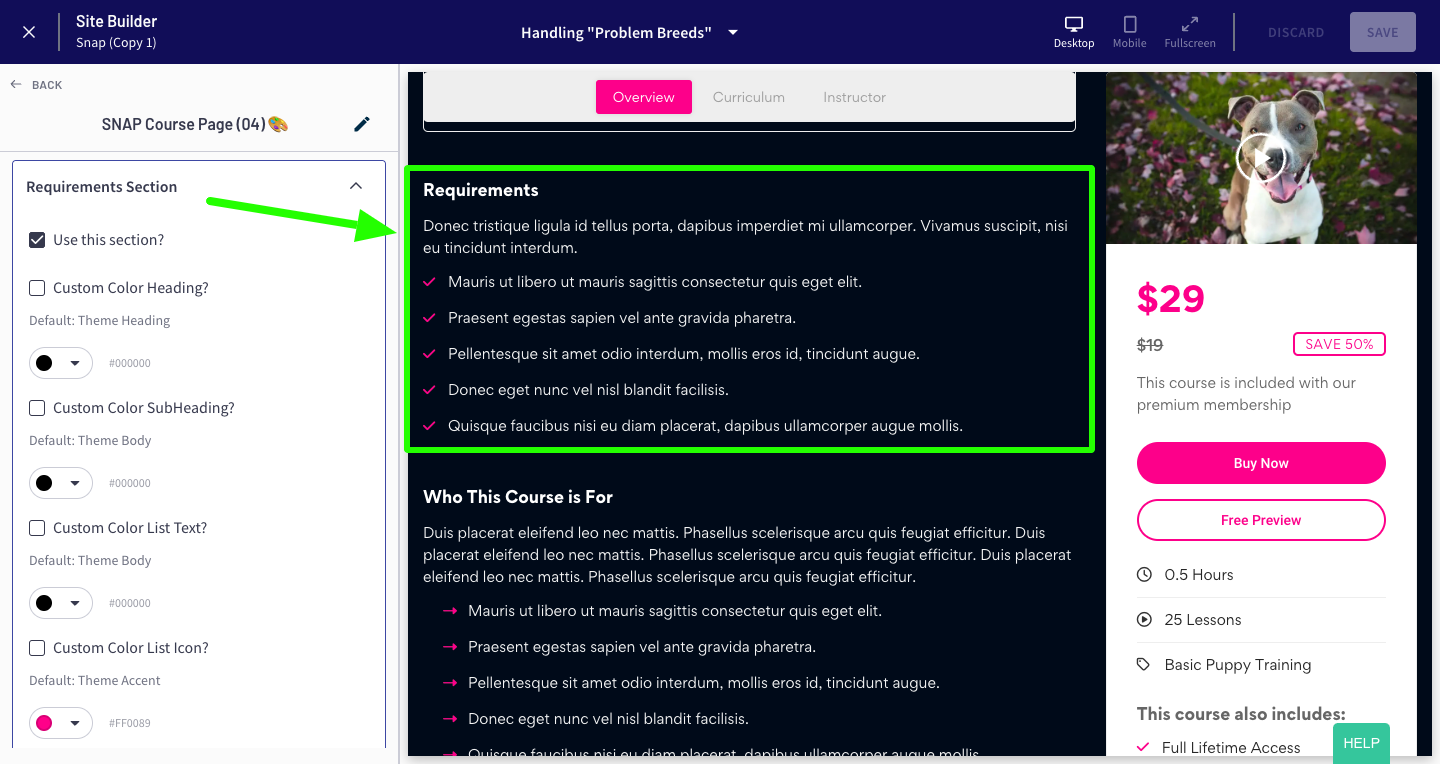 Site Builder
Snap (Copy 1)
Handling "Problem Breeds"
Desktop
Mobile
Fullscreen
DISCARD
SAVE
BACK
SNAP Course Page (04)🎨
Requirements Section
Use this section?
Custom Color Heading?
Default: Theme Heading
#000000
Custom Color SubHeading?
Default: Theme Body
#000000
Custom Color List Text?
Default: Theme Body
#000000
Custom Color List Icon?
Default: Theme Accent
#FF0089
Overview
Curriculum
Instructor
Requirements
Donec tristique ligula id tellus porta, dapibus imperdiet mi ullamcorper. Vivamus suscipit, nisi
eu tincidunt interdum.
Mauris ut libero ut mauris sagittis consectetur quis eget elit.
Praesent egestas sapien vel ante gravida pharetra.
Pellentesque sit amet odio interdum, mollis eros id, tincidunt augue.
Donec eget nunc vel nisl blandit facilisis.
Quisque faucibus nisi eu diam placerat, dapibus ullamcorper augue mollis.
Who This Course is For
Duis placerat eleifend leo nec mattis. Phasellus scelerisque arcu quis feugiat efficitur. Duis
placerat eleifend leo nec mattis. Phasellus scelerisque arcu quis feugiat efficitur. Duis placerat
eleifend leo nec mattis. Phasellus scelerisque arcu quis feugiat efficitur.
Mauris ut libero ut mauris sagittis consectetur quis eget elit.
Praesent egestas sapien vel ante gravida pharetra.
Pellentesque sit amet odio interdum, mollis eros id, tincidunt augue.
Donec eget nunc vel nisl blandit facilisis.
Quisque faucibus nisi eu diam placerat, dapibus ullamcorper augue mollis.
$29
$19
SAVE 50%
This course is included with our
premium membership
Buy Now
Free Preview
0.5 Hours
25 Lessons
Basic Puppy Training
This course also includes:
Full Lifetime Access
HELP